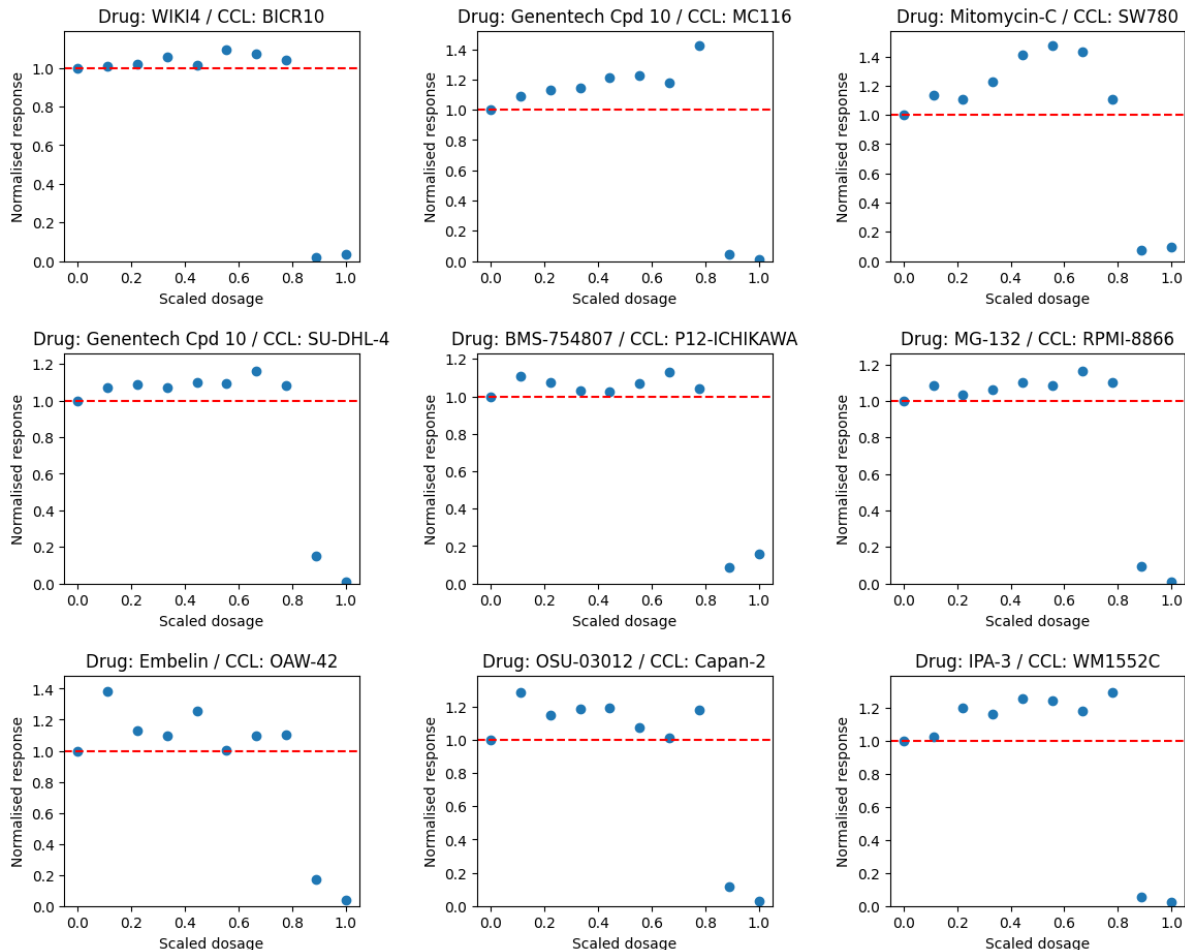 Drug: WIKI4 / CCL: BICR10
Normalised response
1.0
0.8
0.6
0.4
0.2
0.0
0.0 0.2 0.4 0.6 0.8 1.0
Scaled dosage
Drug: Genentech Cpd 10 / CCL: MC116
Normalised response
1.4
1.2
1.0
0.8
0.6
0.4
0.2
0.0
0.0 0.2 0.4 0.6 0.8 1.0
Scaled dosage
Drug: Mitomycin-C / CCL: SW780
Normalised response
1.4
1.2
1.0
0.8
0.6
0.4
0.2
0.0
0.0 0.2 0.4 0.6 0.8 1.0
Scaled dosage
Drug: Genentech Cpd 10 / CCL: SU-DHL-4
Normalised response
1.2
1.0
0.8
0.6
0.4
0.2
0.0
0.0 0.2 0.4 0.6 0.8 1.0
Scaled dosage
Drug: BMS-754807 / CCL: P12-ICHIKAWA
Normalised response
1.2
1.0
0.8
0.6
0.4
0.2
0.0
0.0 0.2 0.4 0.6 0.8 1.0
Scaled dosage
Drug: MG-132 / CCL: RPMI-8866
Normalised response
1.2
1.0
0.8
0.6
0.4
0.2
0.0
0.0 0.2 0.4 0.6 0.8 1.0
Scaled dosage
Drug: Embelin / CCL: OAW-42
Normalised response
1.4
1.2
1.0
0.8
0.6
0.4
0.2
0.0
0.0 0.2 0.4 0.6 0.8 1.0
Scaled dosage
Drug: OSU-03012 / CCL: Capan-2
Normalised response
1.2
1.0
0.8
0.6
0.4
0.2
0.0
0.0 0.2 0.4 0.6 0.8 1.0
Scaled dosage
Drug: IPA-3 / CCL: WM1552C
Normalised response
1.2
1.0
0.8
0.6
0.4
0.2
0.0
0.0 0.2 0.4 0.6 0.8 1.0
Scaled dosage